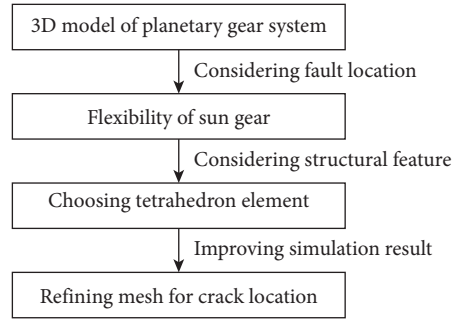 3D model of planetary gear system
Considering fault location
Flexibility of sun gear
Considering structural feature
Choosing tetrahedron element
Improving simulation result
Refining mesh for crack location